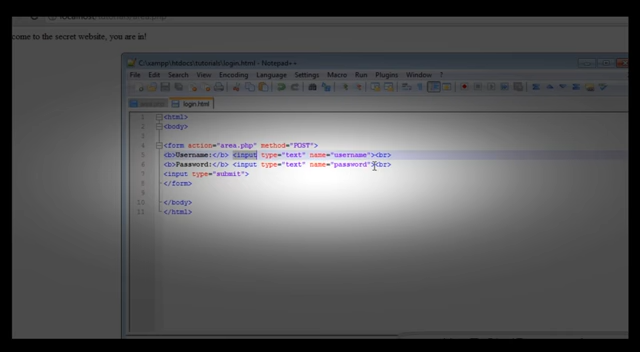 come to the secret website, you are in!
C:\xampp\htdocs\tutorials\login.html - Notepad++
File Edit Search View Encoding Language Settings Macro Run Plugins Window ?
area.php login.html
1 <html>
2 <body>
3
4 <form action="area.php" method="POST">
5 <b>Username:</b> <input type="text" name="username"><br>
6 <b>Password:</b> <input type="text" name="password"><br>
7 <input type="submit">
8 </form>
9
10 </body>
11 </html>